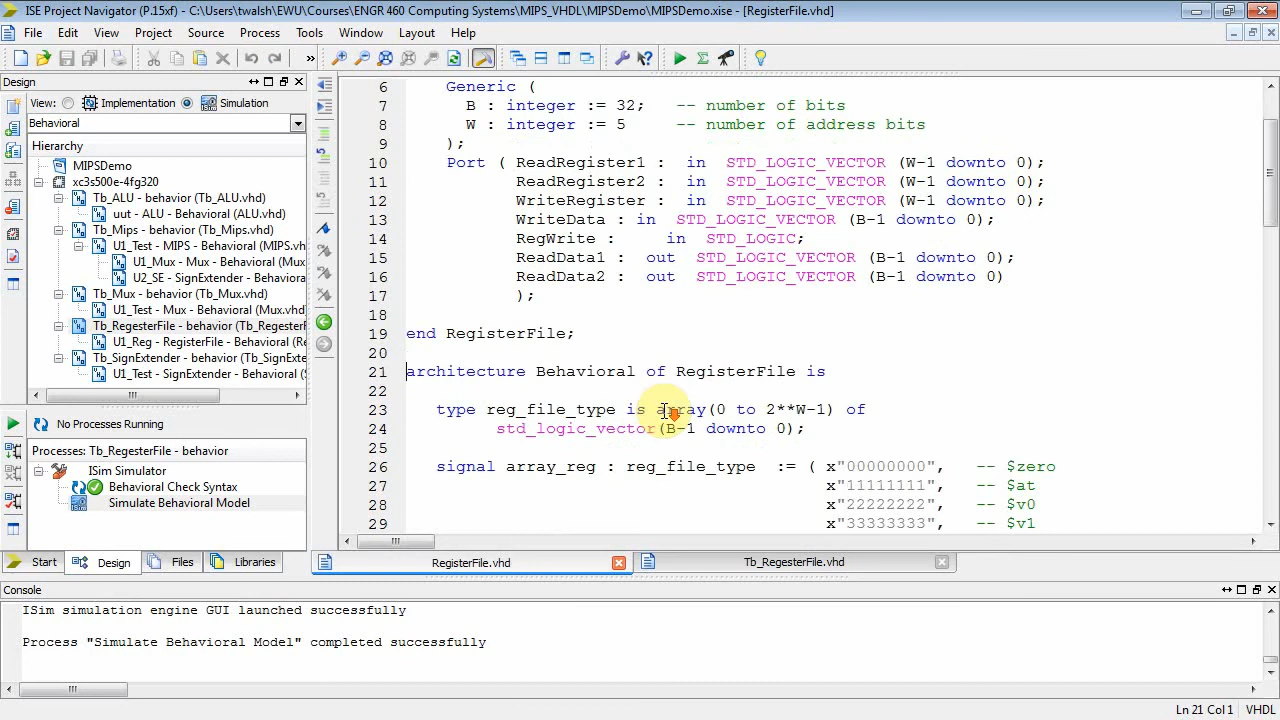 ISE Project Navigator (P.15xf) - C:\Users\twalsh\EWU\Courses\ENGR 460 Computing Systems\MIPS_VHDL\MIPSDemo\MIPSDemo.xise - [RegisterFile.vhd]
File Edit View Project Source Process Tools Window Layout Help
Design
View: Implementation Simulation
Behavioral
Hierarchy
MIPSDemo
xc3s500e-4fg320
Tb_ALU - behavior (Tb_ALU.vhd)
uut - ALU - Behavioral (ALU.vhd)
Tb_Mips - behavior (Tb_Mips.vhd)
U1_Test - MIPS - Behavioral (MIPS.vh
U1_Mux - Mux - Behavioral (Mux
U2_SE - SignExtender - Behavioral
Tb_Mux - behavior (Tb_Mux.vhd)
U1_Test - Mux - Behavioral (Mux.vhd)
Tb_RegesterFile - behavior (Tb_RegesterF
U1_Reg - RegisterFile - Behavioral (Re
Tb_SignExtender - behavior (Tb_SignExte
U1_Test - SignExtender - Behavioral (S
No Processes Running
Processes: Tb_RegesterFile - behavior
ISim Simulator
Behavioral Check Syntax
Simulate Behavioral Model
Start Design Files Libraries
6 Generic (
7 B : integer := 32; -- number of bits
8 W : integer := 5 -- number of address bits
9 );
10 Port ( ReadRegister1 : in STD_LOGIC_VECTOR (W-1 downto 0);
11 ReadRegister2 : in STD_LOGIC_VECTOR (W-1 downto 0);
12 WriteRegister : in STD_LOGIC_VECTOR (W-1 downto 0);
13 WriteData : in STD_LOGIC_VECTOR (B-1 downto 0);
14 RegWrite : in STD_LOGIC;
15 ReadData1 : out STD_LOGIC_VECTOR (B-1 downto 0);
16 ReadData2 : out STD_LOGIC_VECTOR (B-1 downto 0)
17 );
18
19 end RegisterFile;
20
21 architecture Behavioral of RegisterFile is
22
23 type reg_file_type is array(0 to 2**W-1) of
24 std_logic_vector(B-1 downto 0);
25
26 signal array_reg : reg_file_type := ( x"00000000", -- $zero
27 x"11111111", -- $at
28 x"22222222", -- $v0
29 x"33333333", -- $v1
RegisterFile.vhd Tb_RegesterFile.vhd
Console
ISim simulation engine GUI launched successfully
Process "Simulate Behavioral Model" completed successfully
Ln 21 Col 1 VHDL